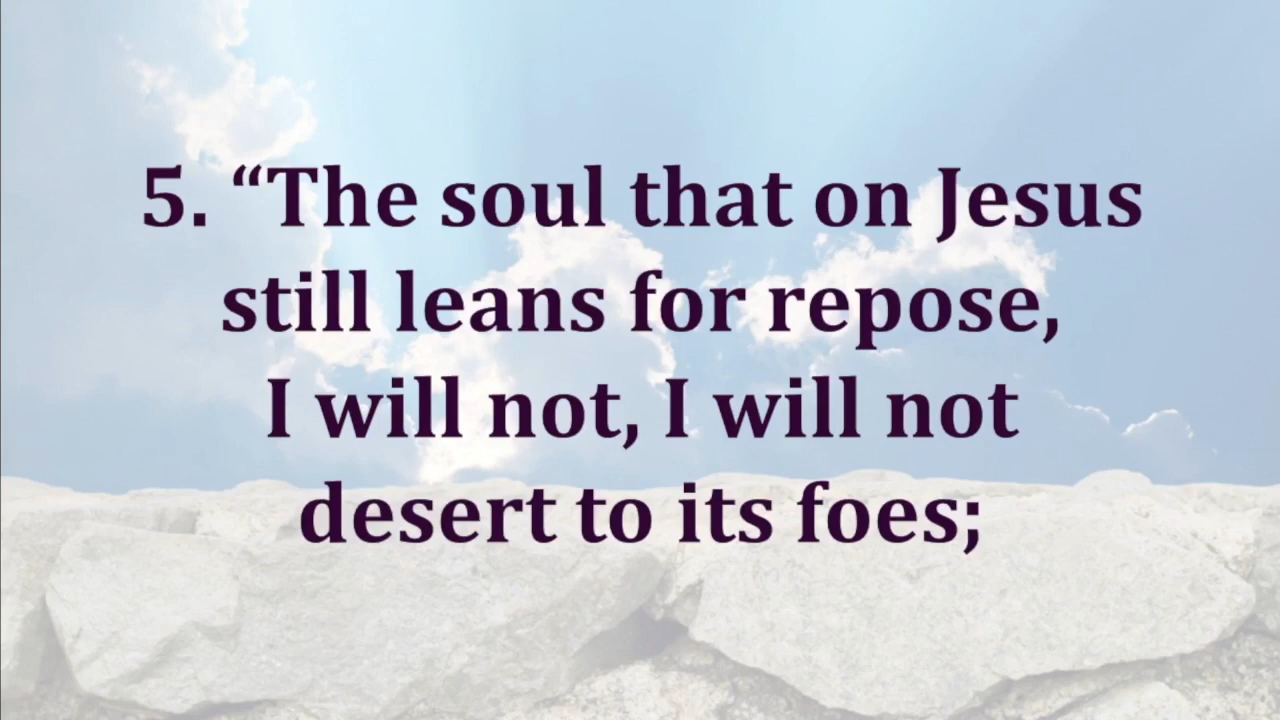 5. “The soul that on Jesus
still leans for repose,
I will not, I will not
desert to its foes;